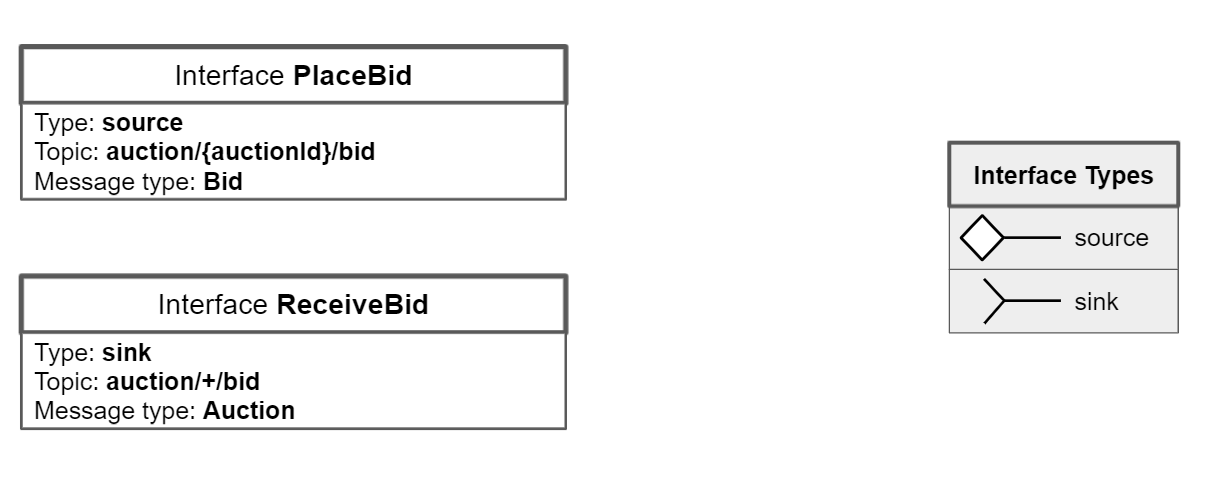 Interface PlaceBid
Type: source
Topic: auction/{auctionId}/bid
Message type: Bid
Interface ReceiveBid
Type: sink
Topic: auction/+/bid
Message type: Auction
Interface Types
source
sink